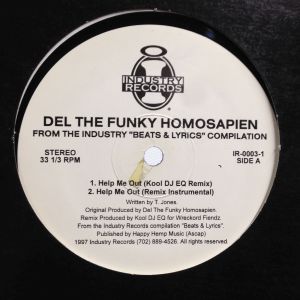 INDUSTRY
RECORDS
DEL THE FUNKY HOMOSAPIEN
FROM THE INDUSTRY "BEATS & LYRICS" COMPILATION
STEREO
33 1/3 RPM
IR-0003-1
SIDE A
1. Help Me Out (Kool DJ EQ Remix)
2. Help Me Out (Remix Instrumental)
Written by T. Jones.
Original Produced by Del The Funky Homosapien.
Remix Produced by Kool DJ EQ for Wreckord Fiendz.
From the Industry Records compilation "Beats & Lyrics".
Published by Happy Hemp Music (Ascap)
1997 Industry Records (702) 889-4526. All rights reserved.